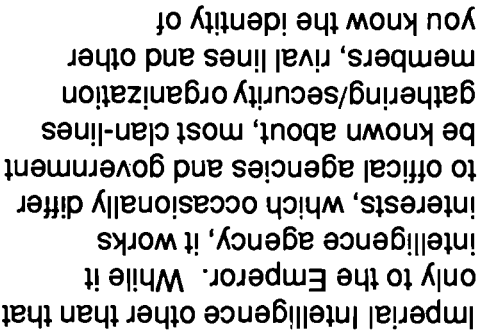 Imperial Intelligence other than that
only to the Emperor. While it
intelligence agency, it works
interests, which occasionally differ
to offical agencies and government
be known about, most clan-lines
gathering/security organization
members, rival lines and other
you know the identity of